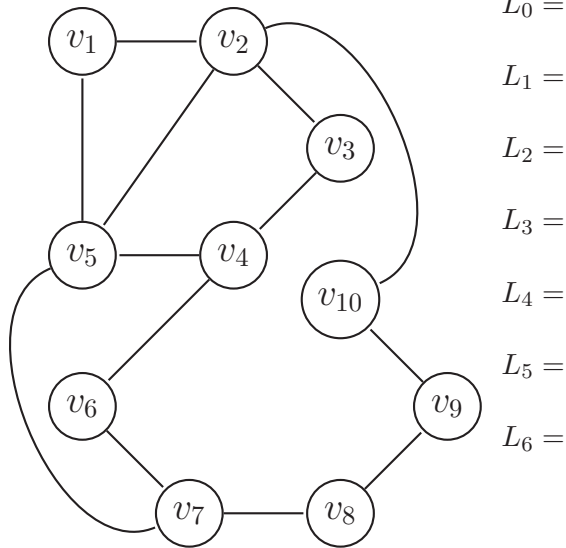 v₁
v₂
L₀ =
L₁ =
v₃
L₂ =
v₅
v₄
L₃ =
v₁₀
L₄ =
v₆
v₉
L₅ =
L₆ =
v₇
v₈